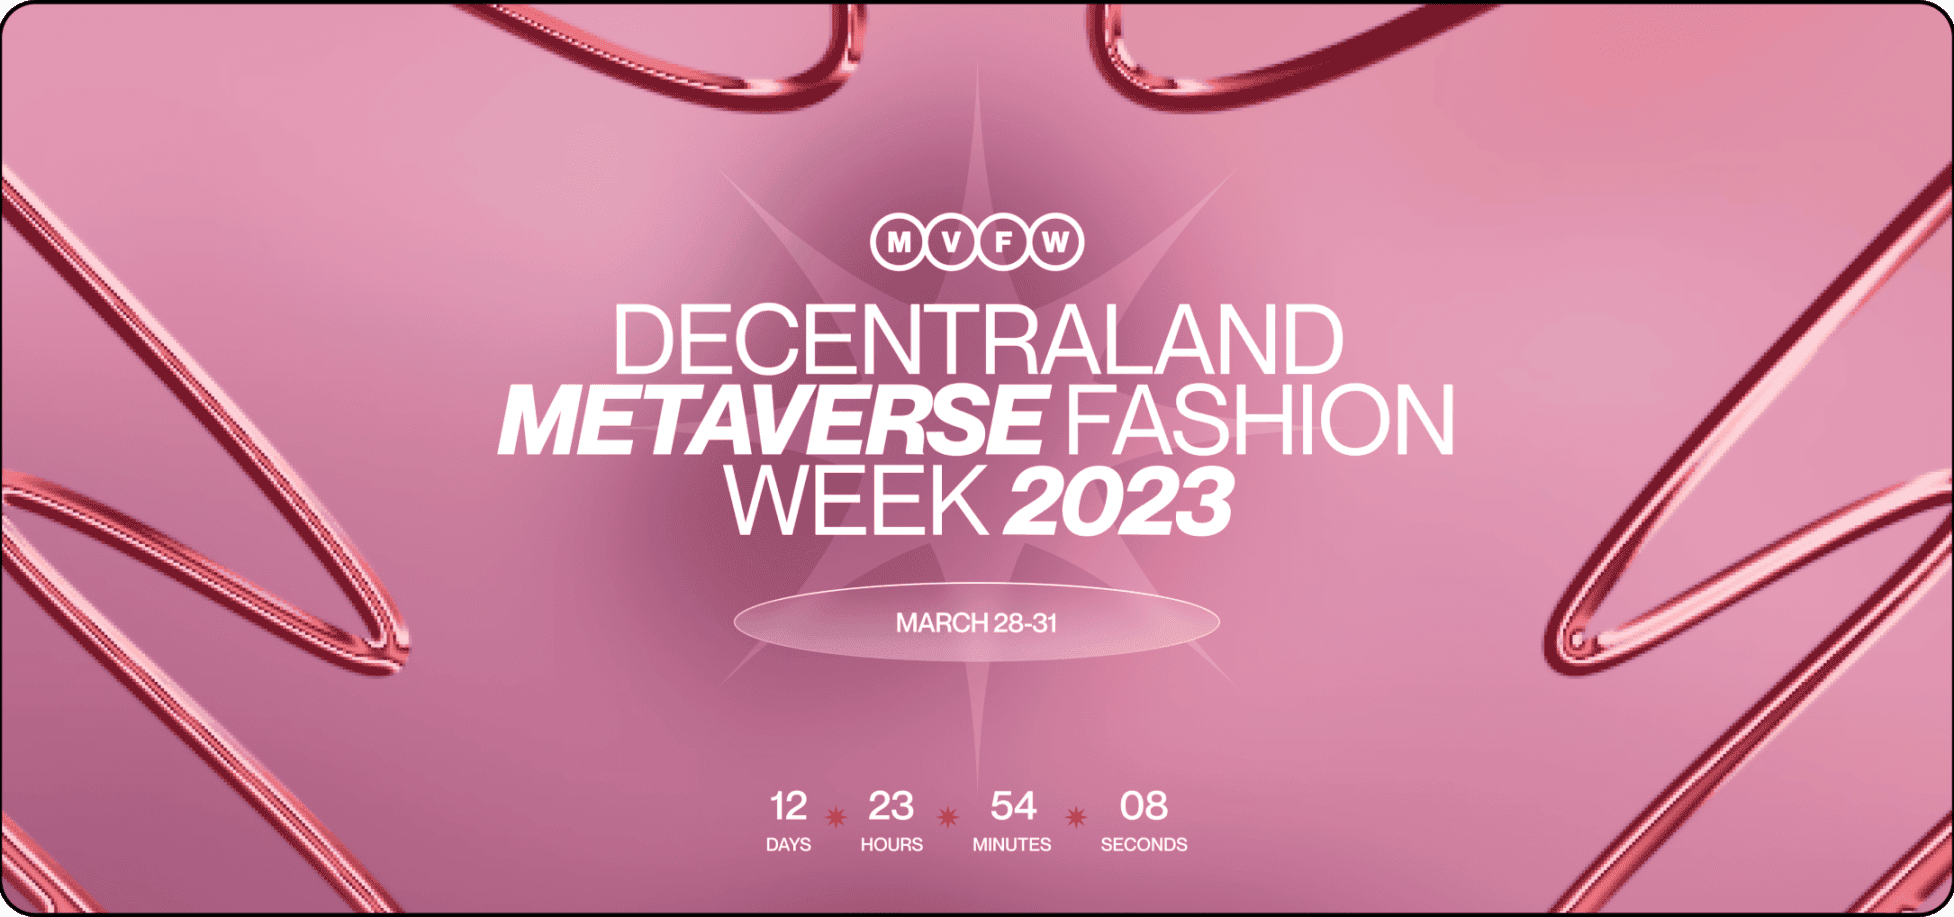 MVFW
DECENTRALAND
METAVERSE FASHION
WEEK 2023
MARCH 28-31
12 23 54 08
DAYS HOURS MINUTES SECONDS